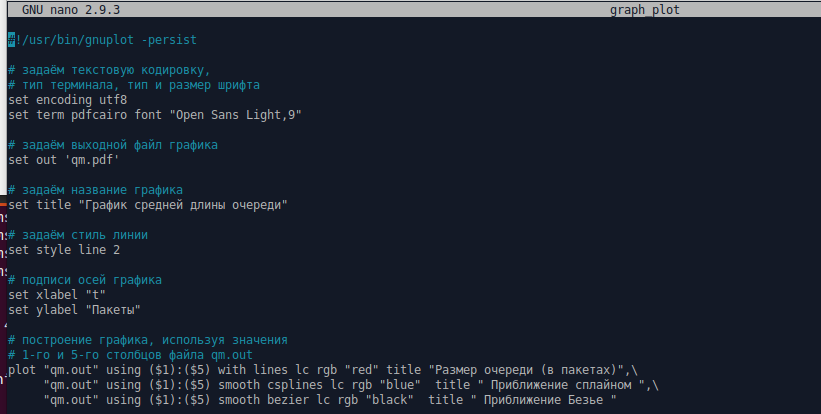 GNU nano 2.9.3 graph_plot
#!/usr/bin/gnuplot -persist
# задаём текстовую кодировку,
# тип терминала, тип и размер шрифта
set encoding utf8
set term pdfcairo font "Open Sans Light,9"
# задаём выходной файл графика
set out 'qm.pdf'
# задаём название графика
set title "График средней длины очереди"
# задаём стиль линии
set style line 2
# подписи осей графика
set xlabel "t"
set ylabel "Пакеты"
# построение графика, используя значения
# 1-го и 5-го столбцов файла qm.out
plot "qm.out" using ($1):($5) with lines lc rgb "red" title "Размер очереди (в пакетах)",\
"qm.out" using ($1):($5) smooth csplines lc rgb "blue" title " Приближение сплайном ",\
"qm.out" using ($1):($5) smooth bezier lc rgb "black" title " Приближение Безье "